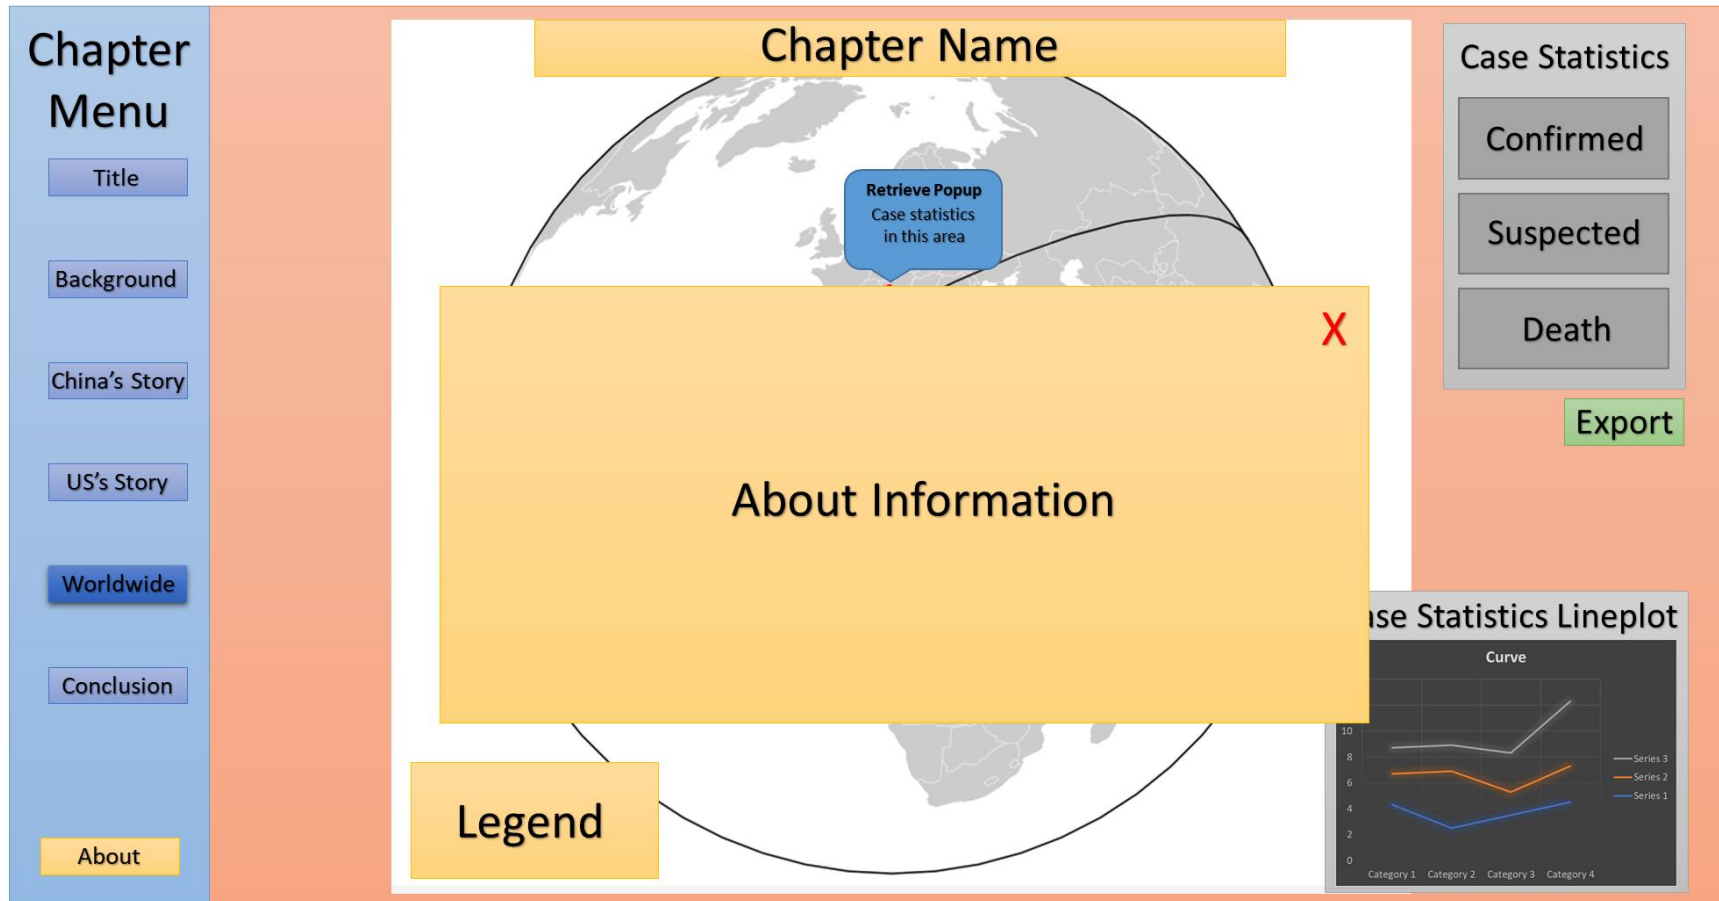 Chapter
Menu
Title
Background
China's Story
US's Story
Worldwide
Conclusion
About
Chapter Name
Retrieve Popup
Case statistics
in this area
X
About Information
Legend
Case Statistics
Confirmed
Suspected
Death
Export
Statistics Lineplot
Curve
10
8
6
4
2
0
Category 1 Category 2 Category 3 Category 4
Series 3
Series 2
Series 1